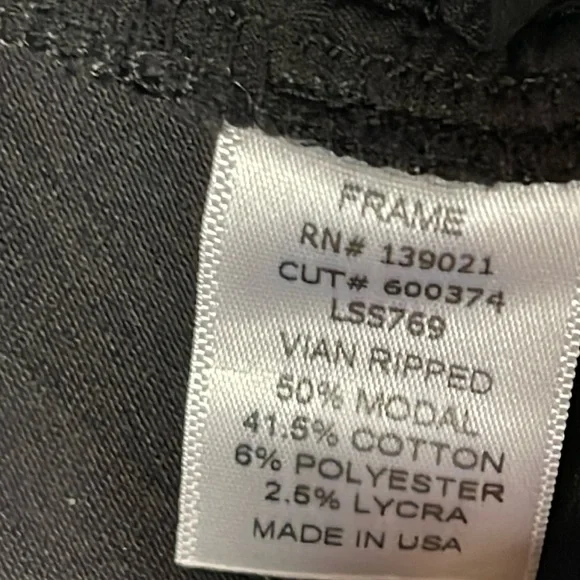 FRAME
RN# 139021
CUT# 600374
LSS769
VIAN RIPPED
50% MODAL
41.5% COTTON
6% POLYESTER
2.5% LYCRA
MADE IN USA